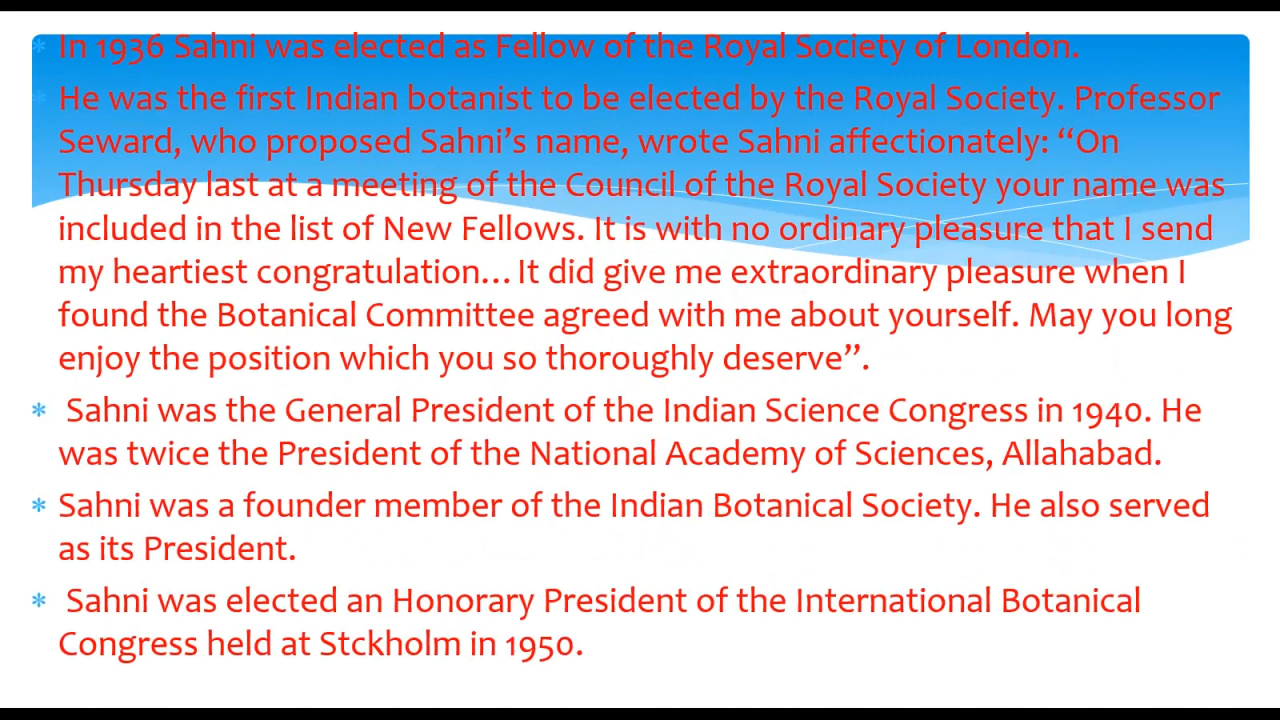 * In 1936 Sahni was elected as Fellow of the Royal Society of London.
* He was the first Indian botanist to be elected by the Royal Society. Professor
Seward, who proposed Sahni’s name, wrote Sahni affectionately: “On
Thursday last at a meeting of the Council of the Royal Society your name was
included in the list of New Fellows. It is with no ordinary pleasure that I send
my heartiest congratulation… It did give me extraordinary pleasure when I
found the Botanical Committee agreed with me about yourself. May you long
enjoy the position which you so thoroughly deserve”.
* Sahni was the General President of the Indian Science Congress in 1940. He
was twice the President of the National Academy of Sciences, Allahabad.
* Sahni was a founder member of the Indian Botanical Society. He also served
as its President.
* Sahni was elected an Honorary President of the International Botanical
Congress held at Stckholm in 1950.